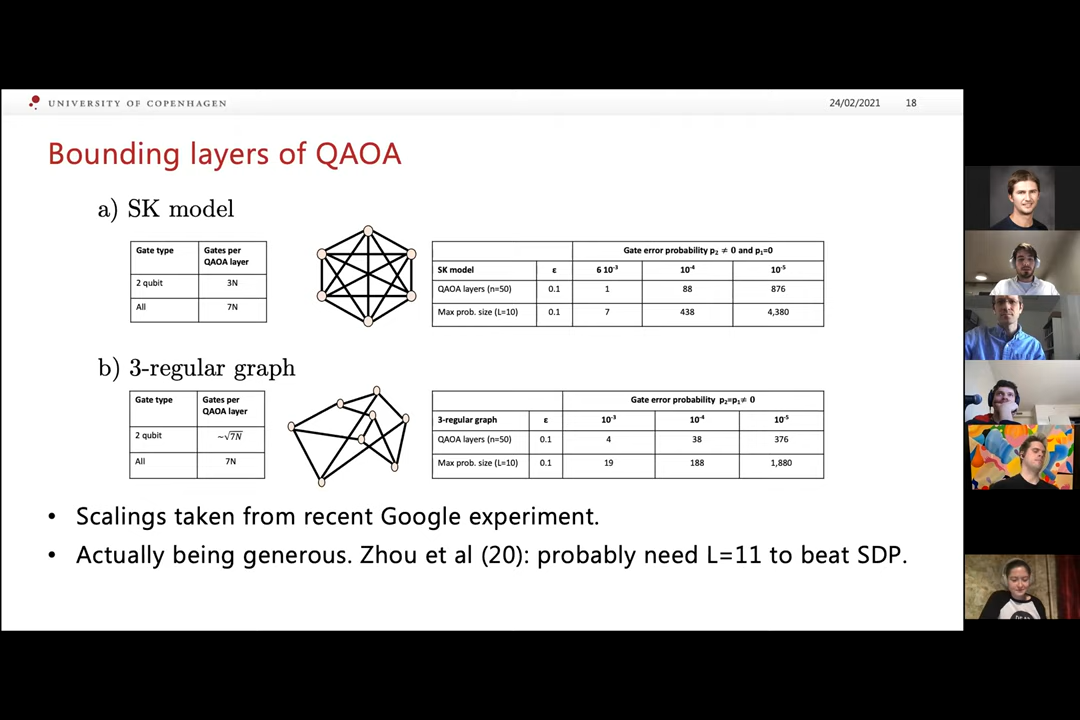 UNIVERSITY OF COPENHAGEN 24/02/2021 18
Bounding layers of QAOA
a) SK model
Gate type Gates per QAOA layer
2 qubit 3N
All 7N
Gate error probability p₂ ≠ 0 and p₁=0
SK model ε 6 10⁻³ 10⁻⁴ 10⁻⁵
QAOA layers (n=50) 0.1 1 88 876
Max prob. size (L=10) 0.1 7 438 4,380
b) 3-regular graph
Gate type Gates per QAOA layer
2 qubit ~√7N
All 7N
Gate error probability p₂=p₁≠ 0
3-regular graph ε 10⁻³ 10⁻⁴ 10⁻⁵
QAOA layers (n=50) 0.1 4 38 376
Max prob. size (L=10) 0.1 19 188 1,880
• Scalings taken from recent Google experiment.
• Actually being generous. Zhou et al (20): probably need L=11 to beat SDP.